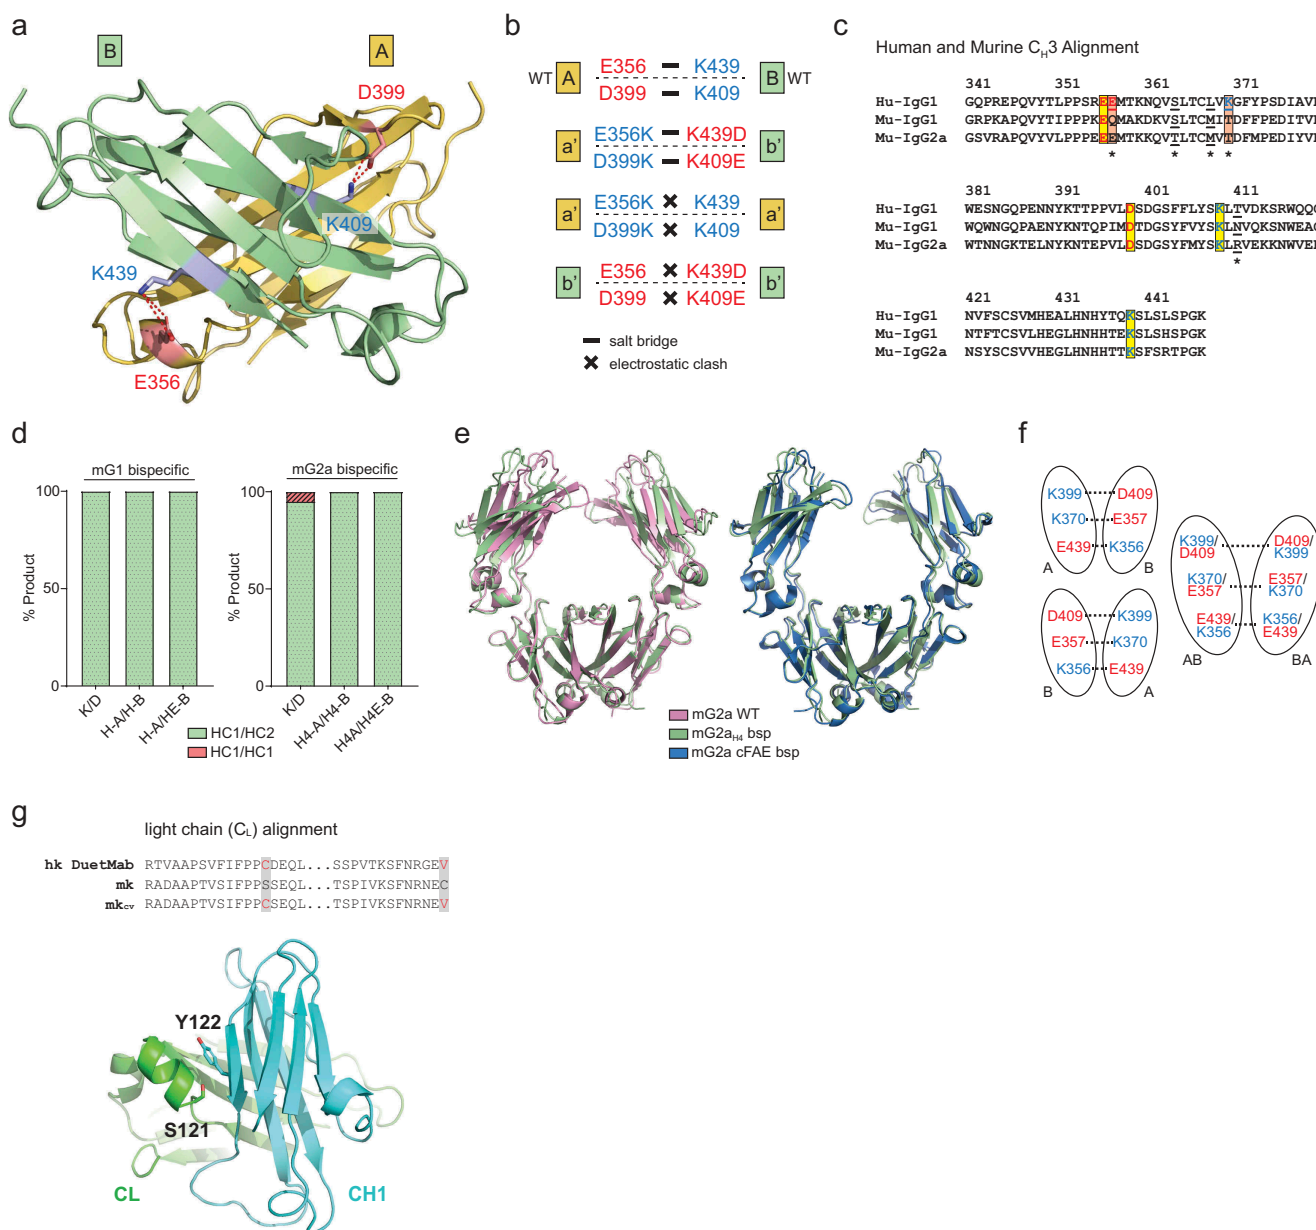 a
B
A
D399
K409
K439
E356
b
WT A E356 K439 B WT
D399 K409
a' E356K K439D b'
D399K K409E
a' E356K K439 a'
D399K K409
b' E356 K439D b'
D399 K409E
salt bridge
electrostatic clash
c
Human and Murine CH3 Alignment
341 351 361 371
Hu-IgG1 GQPREPQVYTLPPSREEMTKNQVSLTCLVKGFYPSDIAVE
Mu-IgG1 GRPKAPQVYTIPPPKEQMAKDKVSLTCMITDFFPEDITVE
Mu-IgG2a GSVRAPQVYVLPPPEEEMTKKQVTLTCMVTDFMPEDIYVE
* * * *
381 391 401 411
Hu-IgG1 WESNGQPENNYKTTPPVLDSDGSFFLYSKLTVDKSRWQQG
Mu-IgG1 WQWNGQPAENYKNTQPIMDTDGSYFVYSKLNVQKSNWEAG
Mu-IgG2a WTNNGKTELNYKNTEPVLDSDGSYFMYSKLRVEKKNWVER
*
421 431 441
Hu-IgG1 NVFSCSVMHEALHNHYTQKSLSLSPGK
Mu-IgG1 NTFTCSVLHEGLHNHHTEKSLSHSPGK
Mu-IgG2a NSYSCSVVHEGLHNHHTTKSFSRTPGK
d
mG1 bispecific
% Product
100
50
0
K/D
H-A/H-B
H-A/HE-B
mG2a bispecific
% Product
100
50
0
K/D
H4-A/H4-B
H4A/H4E-B
HC1/HC2
HC1/HC1
e
mG2a WT
mG2aH4 bsp
mG2a cFAE bsp
f
K399 D409
K370 E357
E439 K356
A B
D409 K399
E357 K370
K356 E439
B A
K399/ D409/
D409 K399
K370/ E357/
E357 K370
E439/ K356/
K356 E439
AB BA
g
light chain (CL) alignment
hk DuetMab RTVAAPSVFIFPPCDEQL...SSPVTKSFNRGEV
mk RADAAPTVSIFPPSSEQL...TSPIVKSFNRNEC
mkcv RADAAPTVSIFPPCSEQL...TSPIVKSFNRNEV
Y122
S121
CL
CH1